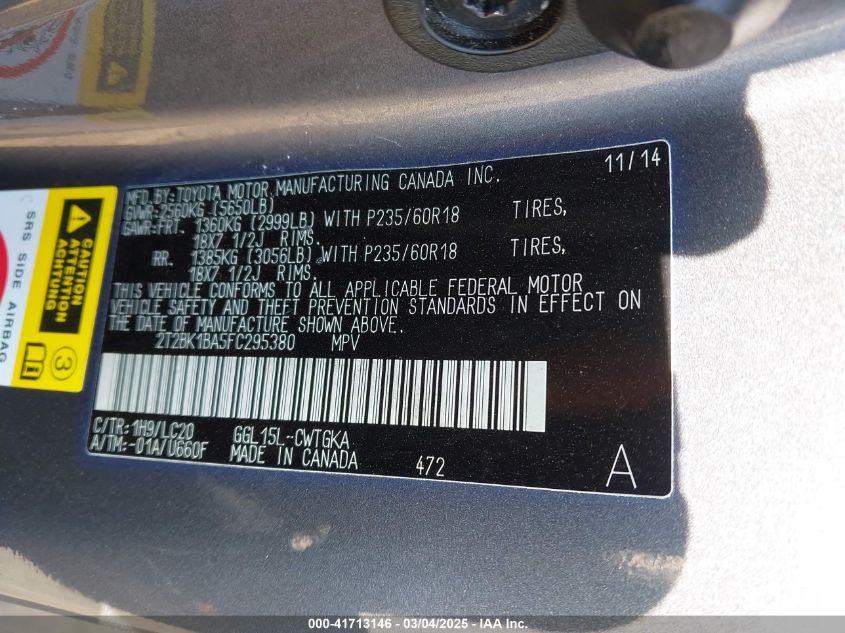 11/14
MFD.BY:TOYOTA MOTOR MANUFACTURING CANADA INC.
GVWR:2560KG (5650LB)
GAWR:FRT. 1360KG (2999LB) WITH P235/60R18 TIRES,
18X7 1/2J RIMS.
RR. 1385KG (3056LB) WITH P235/60R18 TIRES,
18X7 1/2J RIMS.
THIS VEHICLE CONFORMS TO ALL APPLICABLE FEDERAL MOTOR
VEHICLE SAFETY AND THEFT PREVENTION STANDARDS IN EFFECT ON
THE DATE OF MANUFACTURE SHOWN ABOVE.
2T2BK1BA5FC295380 MPV
C/TR:1H9/LC20 GGL15L-CWTGKA
A/TM:-01A/U660F MADE IN CANADA 472 A
SRS SIDE AIRBAG
ATTENTION
ACHTUNG
3
000-41713146 - 03/04/2025 - IAA Inc.